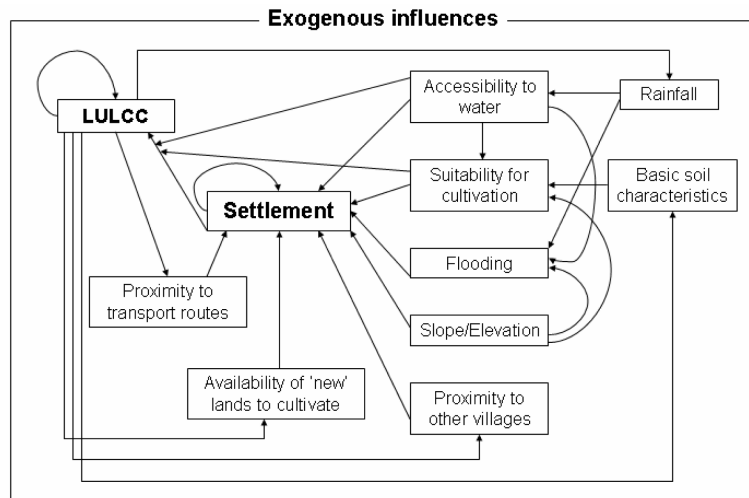 Exogenous influences
LULCC
Accessibility to
water
Rainfall
Suitability for
cultivation
Basic soil
characteristics
Settlement
Flooding
Proximity to
transport routes
Slope/Elevation
Availability of 'new'
lands to cultivate
Proximity to
other villages